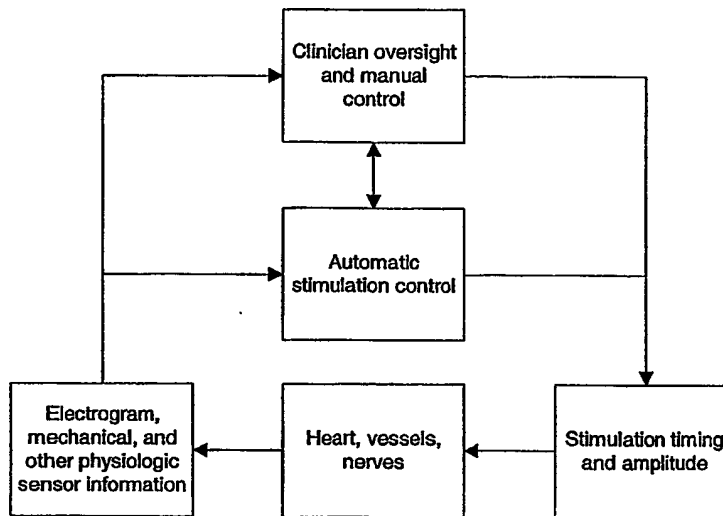 Clinician oversight
and manual
control
Automatic
stimulation control
Electrogram,
mechanical, and
other physiologic
sensor information
Heart, vessels,
nerves
Stimulation timing
and amplitude